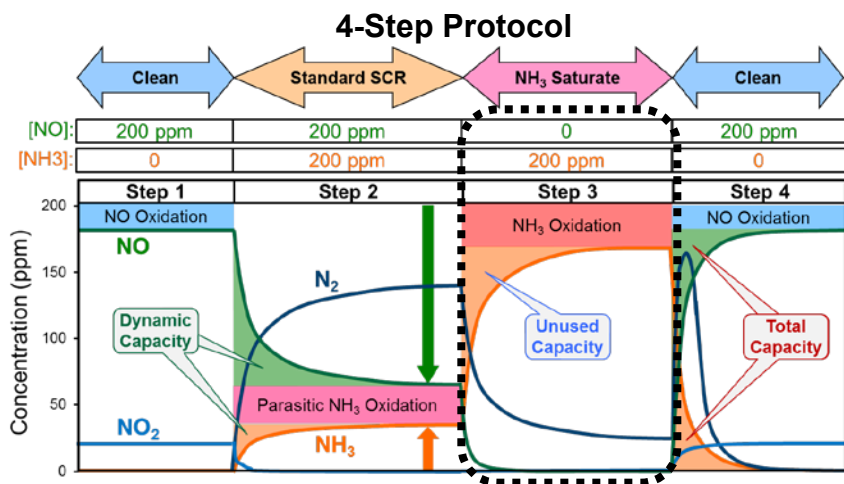 4-Step Protocol
Clean Standard SCR NH₃ Saturate Clean
[NO]: 200 ppm 200 ppm 0 200 ppm
[NH3]: 0 200 ppm 200 ppm 0
Step 1 Step 2 Step 3 Step 4
200
150
100
50
0
Concentration (ppm)
NO Oxidation
NO
NO₂
N₂
Dynamic
Capacity
Parasitic NH₃ Oxidation
NH₃
NH₃ Oxidation
Unused
Capacity
NO Oxidation
Total
Capacity